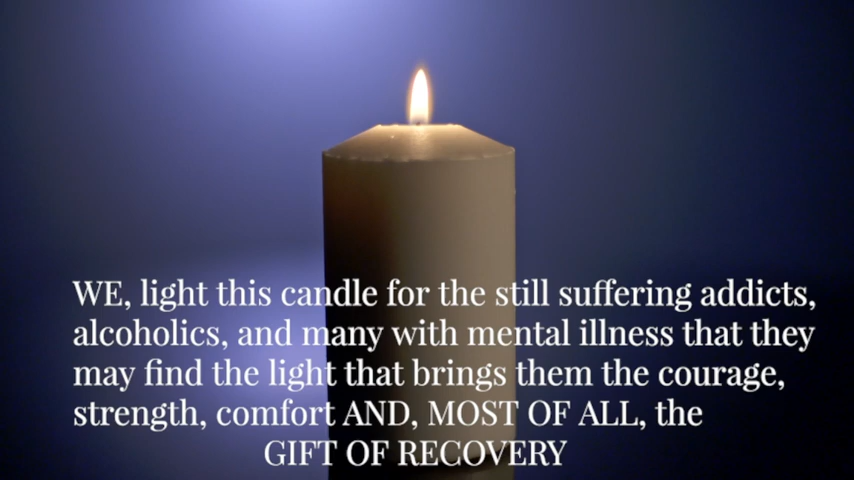 WE, light this candle for the still suffering addicts,
alcoholics, and many with mental illness that they
may find the light that brings them the courage,
strength, comfort AND, MOST OF ALL, the
GIFT OF RECOVERY